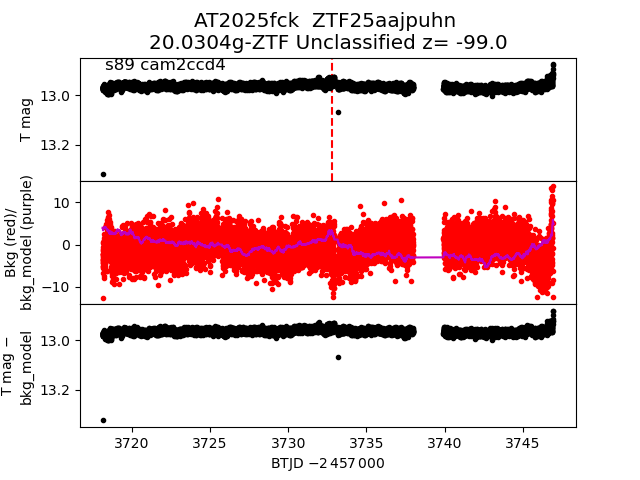 AT2025fck  ZTF25aajpuhn
20.0304g-ZTF Unclassified z= -99.0
s89 cam2ccd4
13.0
13.2
T mag
10
0
−10
Bkg (red)/
bkg_model (purple)
13.0
13.2
T mag −
bkg_model
3720 3725 3730 3735 3740 3745
BTJD −2 457 000